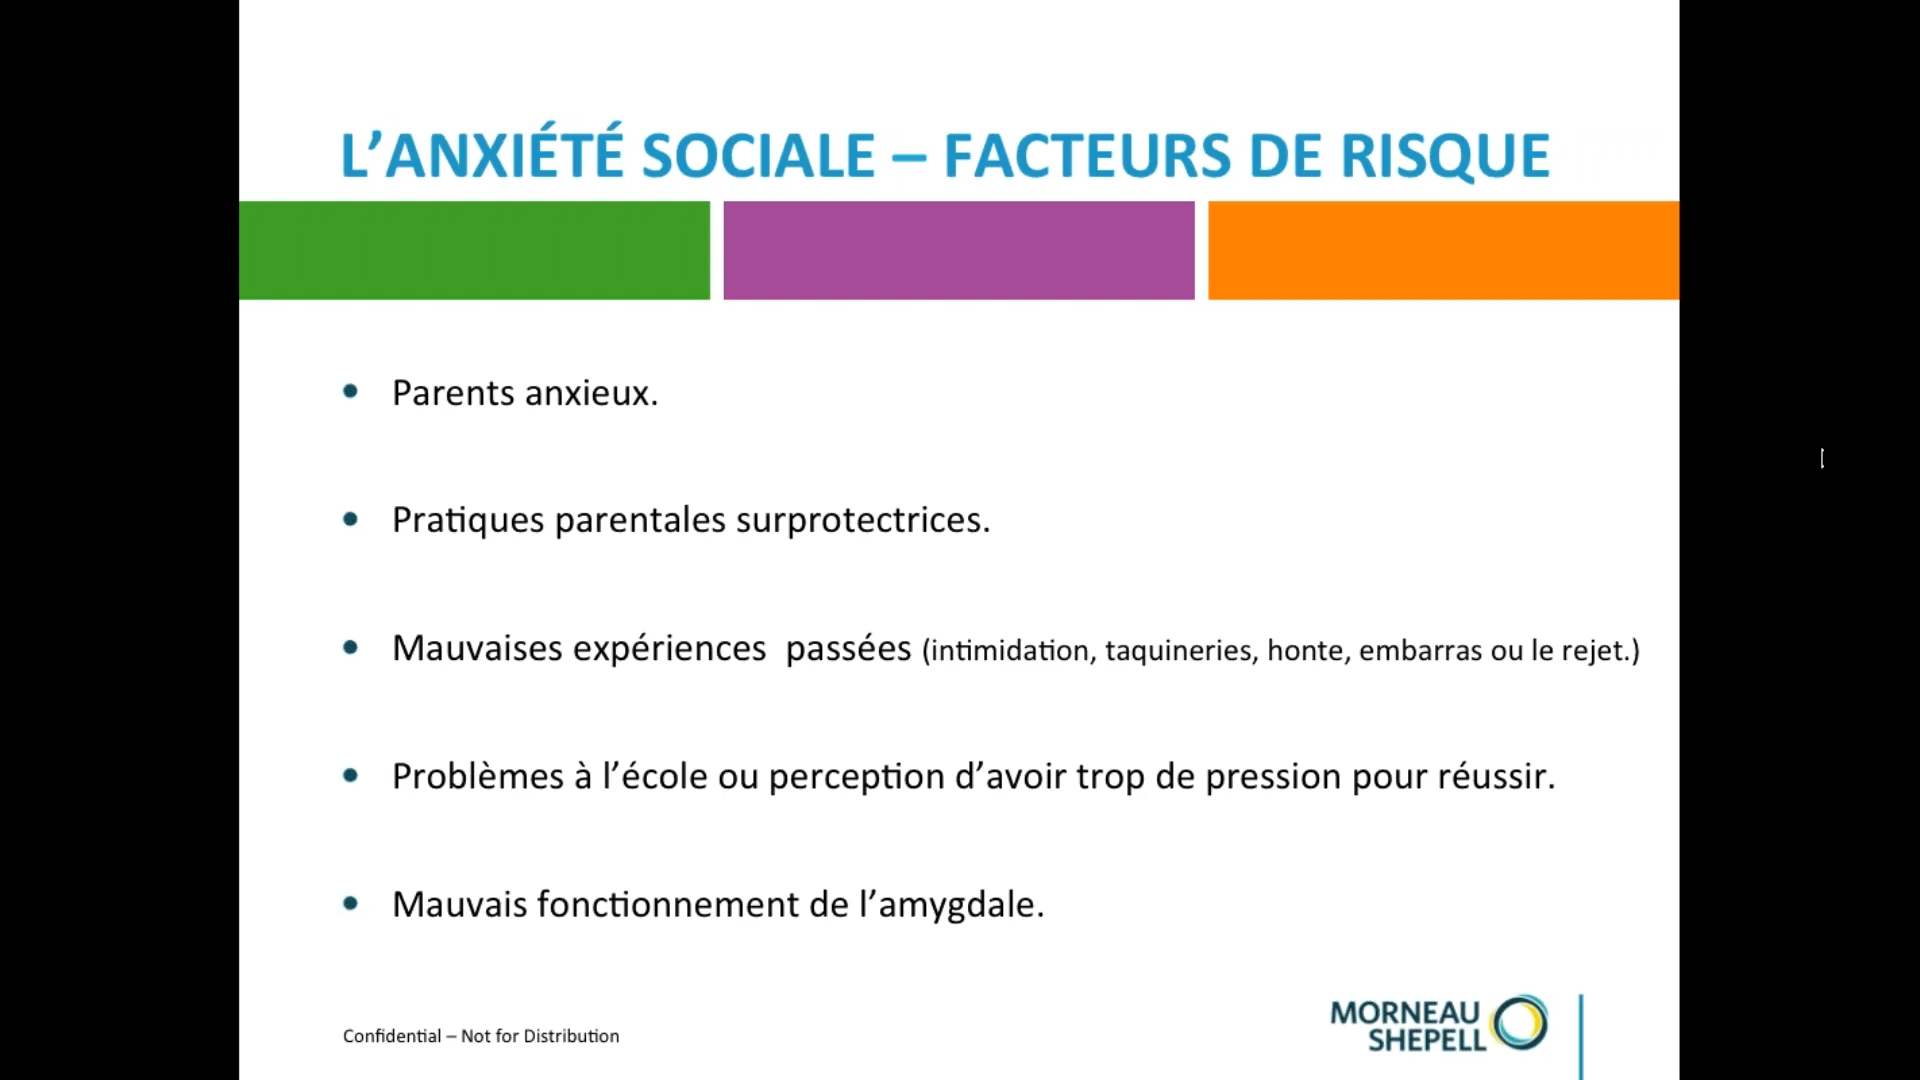 L’ANXIÉTÉ SOCIALE – FACTEURS DE RISQUE
• Parents anxieux.
• Pratiques parentales surprotectrices.
• Mauvaises expériences  passées (intimidation, taquineries, honte, embarras ou le rejet.)
• Problèmes à l’école ou perception d’avoir trop de pression pour réussir.
• Mauvais fonctionnement de l’amygdale.
Confidential – Not for Distribution
MORNEAU
SHEPELL